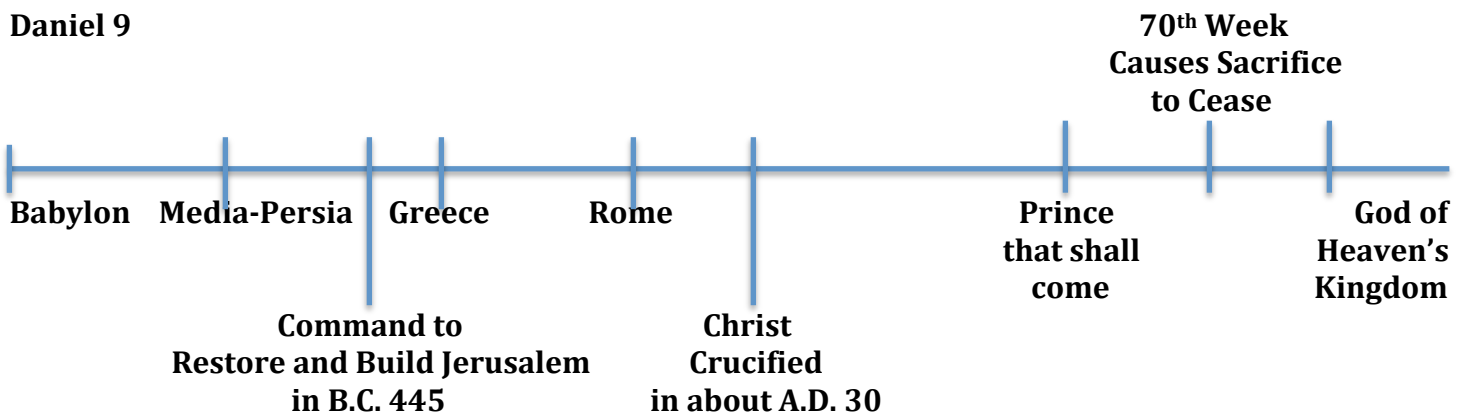 Daniel 9
70th Week
Causes Sacrifice
to Cease
Babylon
Media-Persia
Greece
Rome
Prince
that shall
come
God of
Heaven's
Kingdom
Command to
Restore and Build Jerusalem
in B.C. 445
Christ
Crucified
in about A.D. 30